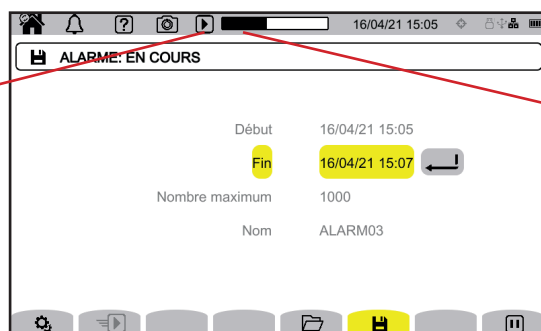 16/04/21 15:05
ALARME: EN COURS
Début 16/04/21 15:05
Fin 16/04/21 15:07
Nombre maximum 1000
Nom ALARM03